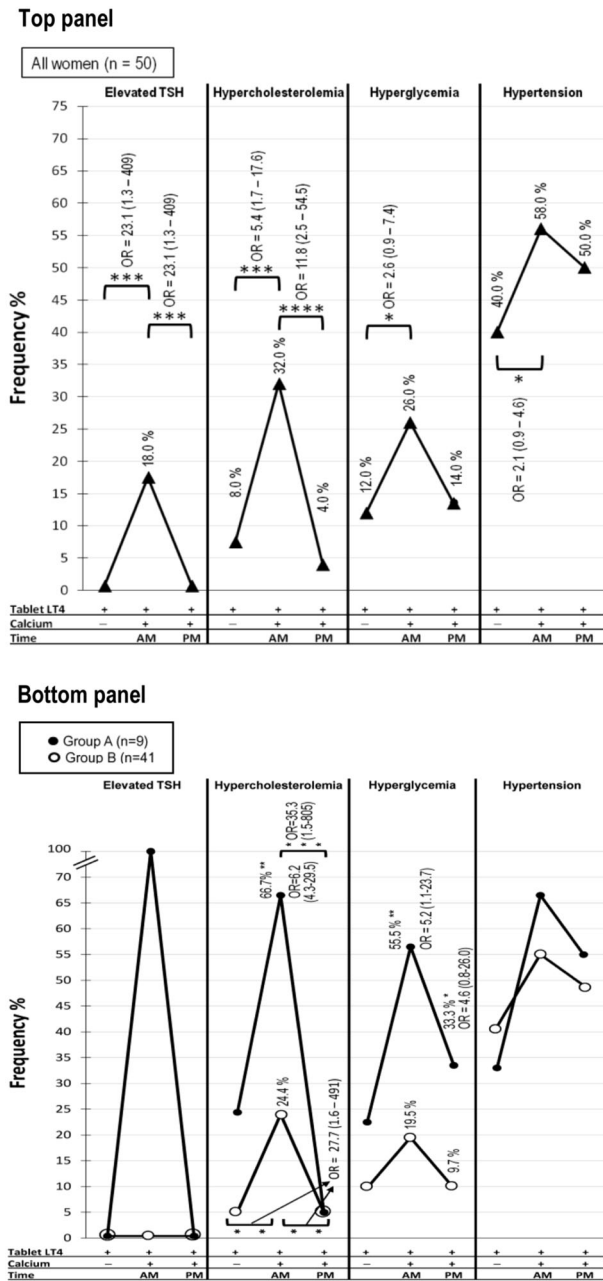 Top panel
All women (n = 50)
Elevated TSH Hypercholesterolemia Hyperglycemia Hypertension
Frequency %
75
70
65
60
55
50
45
40
35
30
25
20
15
10
5
0
OR = 23.1 (1.3 – 409)
***
OR = 23.1 (1.3 – 409)
***
18.0 %
OR = 5.4 (1.7 – 17.6)
***
OR = 11.8 (2.5 – 54.5)
****
8.0 %
32.0 %
4.0 %
OR = 2.6 (0.9 – 7.4)
*
12.0 %
26.0 %
14.0 %
40.0 %
58.0 %
50.0 %
*
OR = 2.1 (0.9 – 4.6)
Tablet LT4 + + + + + + + + + + + +
Calcium – + + – + + – + + – + +
Time AM PM AM PM AM PM AM PM
Bottom panel
Group A (n=9)
Group B (n=41
Elevated TSH Hypercholesterolemia Hyperglycemia Hypertension
Frequency %
100
70
65
60
55
50
45
40
35
30
25
20
15
10
5
0
* OR=35.3 *
(1.5-805) *
66.7% **
OR=6.2
(4.3-29.5)
24.4 %
OR = 27.7 (1.6 – 491)
* * * *
55.5 % **
OR = 5.2 (1.1-23.7)
33.3 % *
OR = 4.6 (0.8-26.0)
19.5 %
9.7 %
Tablet LT4 + + + + + + + + + + + +
Calcium – + + – + + – + + – + +
Time AM PM AM PM AM PM AM PM